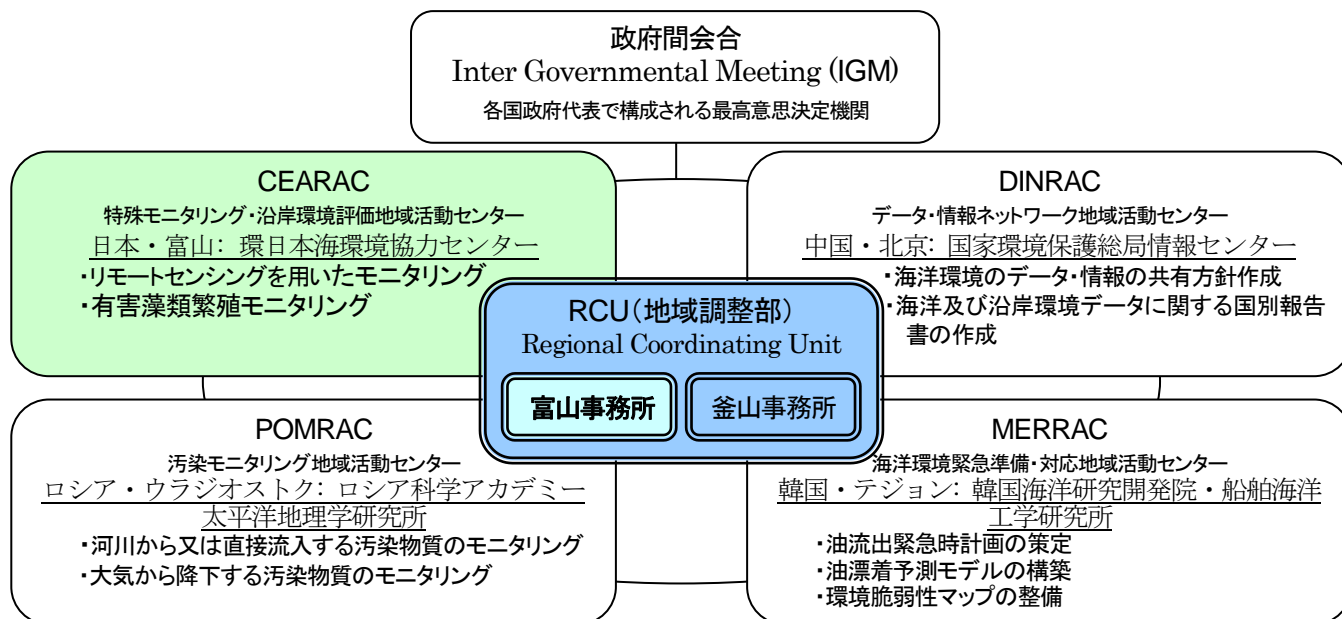 政府間会合
Inter Governmental Meeting (IGM)
各国政府代表で構成される最高意思決定機関
CEARAC
特殊モニタリング・沿岸環境評価地域活動センター
日本・富山: 環日本海環境協力センター
・リモートセンシングを用いたモニタリング
・有害藻類繁殖モニタリング
DINRAC
データ・情報ネットワーク地域活動センター
中国・北京: 国家環境保護総局情報センター
・海洋環境のデータ・情報の共有方針作成
・海洋及び沿岸環境データに関する国別報告
書の作成
RCU(地域調整部)
Regional Coordinating Unit
富山事務所
釜山事務所
POMRAC
汚染モニタリング地域活動センター
ロシア・ウラジオストク: ロシア科学アカデミー
太平洋地理学研究所
・河川から又は直接流入する汚染物質のモニタリング
・大気から降下する汚染物質のモニタリング
MERRAC
海洋環境緊急準備・対応地域活動センター
韓国・テジョン: 韓国海洋研究開発院・船舶海洋
工学研究所
・油流出緊急時計画の策定
・油漂着予測モデルの構築
・環境脆弱性マップの整備